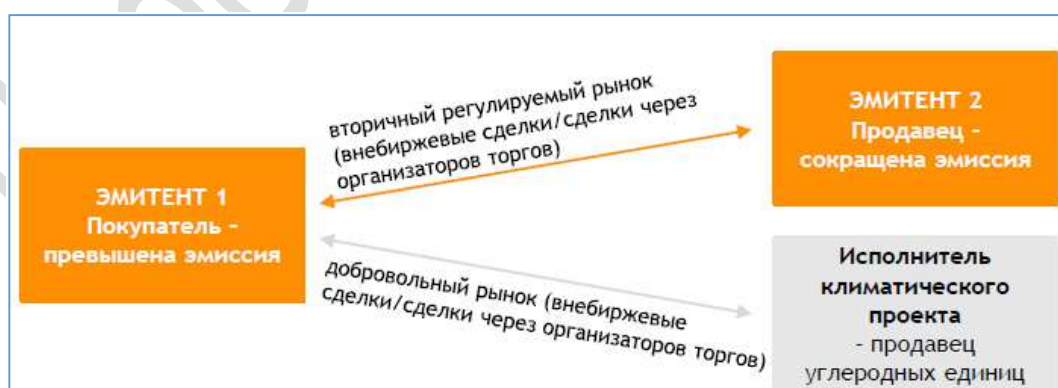 вторичный регулируемый рынок
(внебиржевые сделки/сделки через
организаторов торгов)
ЭМИТЕНТ 1
Покупатель –
превышена эмиссия
ЭМИТЕНТ 2
Продавец –
сокращена эмиссия
добровольный рынок (внебиржевые
сделки/сделки через организаторов торгов)
Исполнитель
климатического
проекта
- продавец
углеродных единиц